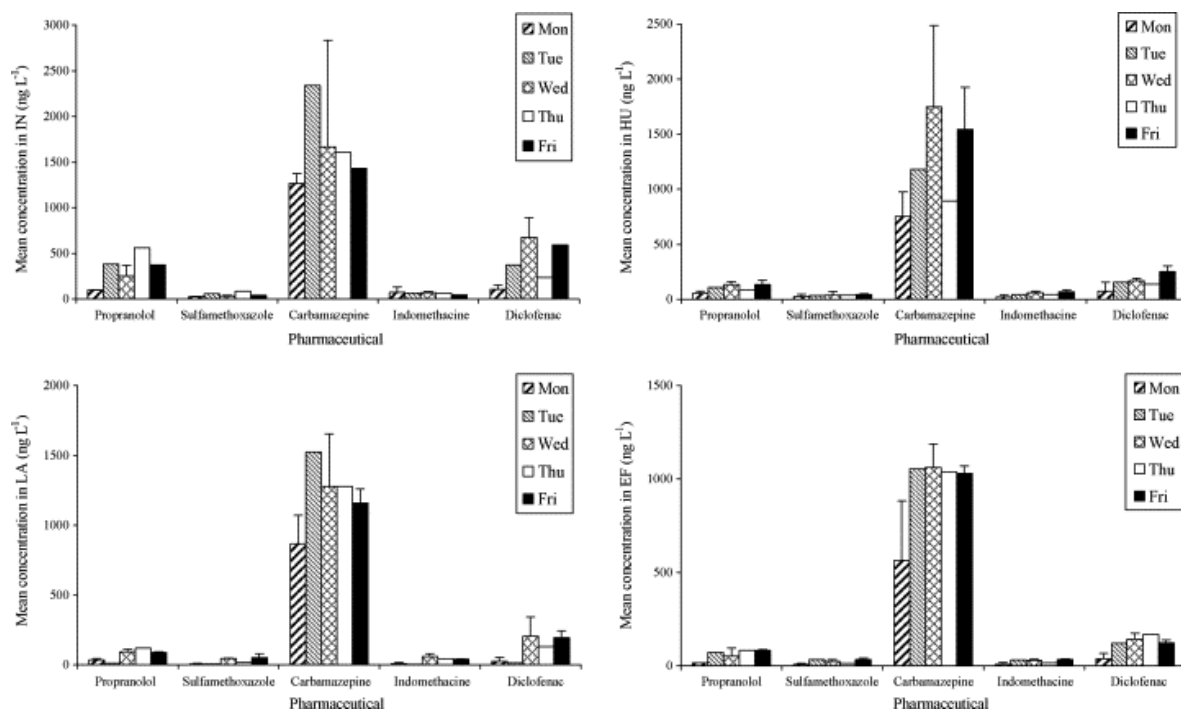 Mean concentration in IN (ng L⁻¹)
3000
2500
2000
1500
1000
500
0
Mon
Tue
Wed
Thu
Fri
Propranolol Sulfamethoxazole Carbamazepine Indomethacine Diclofenac
Pharmaceutical
Mean concentration in HU (ng L¹)
2500
2000
1500
1000
500
0
Mon
Tue
Wed
Thu
Fri
Propranolol Sulfamethoxazole Carbamazepine Indomethacine Diclofenac
Pharmaceutical
Mean concentration in LA (ng L⁻¹)
2000
1500
1000
500
0
Mon
Tue
Wed
Thu
Fri
Propranolol Sulfamethoxazole Carbamazepine Indomethacine Diclofenac
Pharmaceutical
Mean concentration in EF (ng L⁻¹)
1500
1000
500
0
Mon
Tue
Wed
Thu
Fri
Propranolol Sulfamethoxazole Carbamazepine Indomethacine Diclofenac
Pharmaceutical